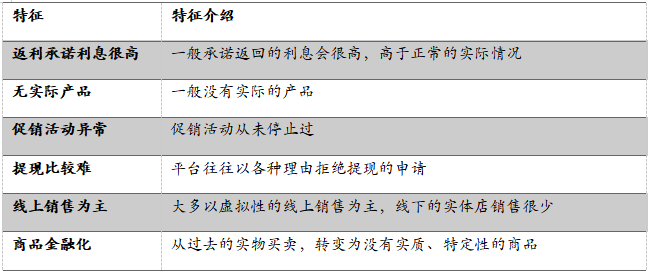 特征 特征介绍
返利承诺利息很高 一般承诺返回的利息会很高，高于正常的实际情况
无实际产品 一般没有实际的产品
促销活动异常 促销活动从未停止过
提现比较难 平台往往以各种理由拒绝提现的申请
线上销售为主 大多以虚拟性的线上销售为主，线下的实体店销售很少
商品金融化 从过去的实物买卖，转变为没有实质、特定性的商品